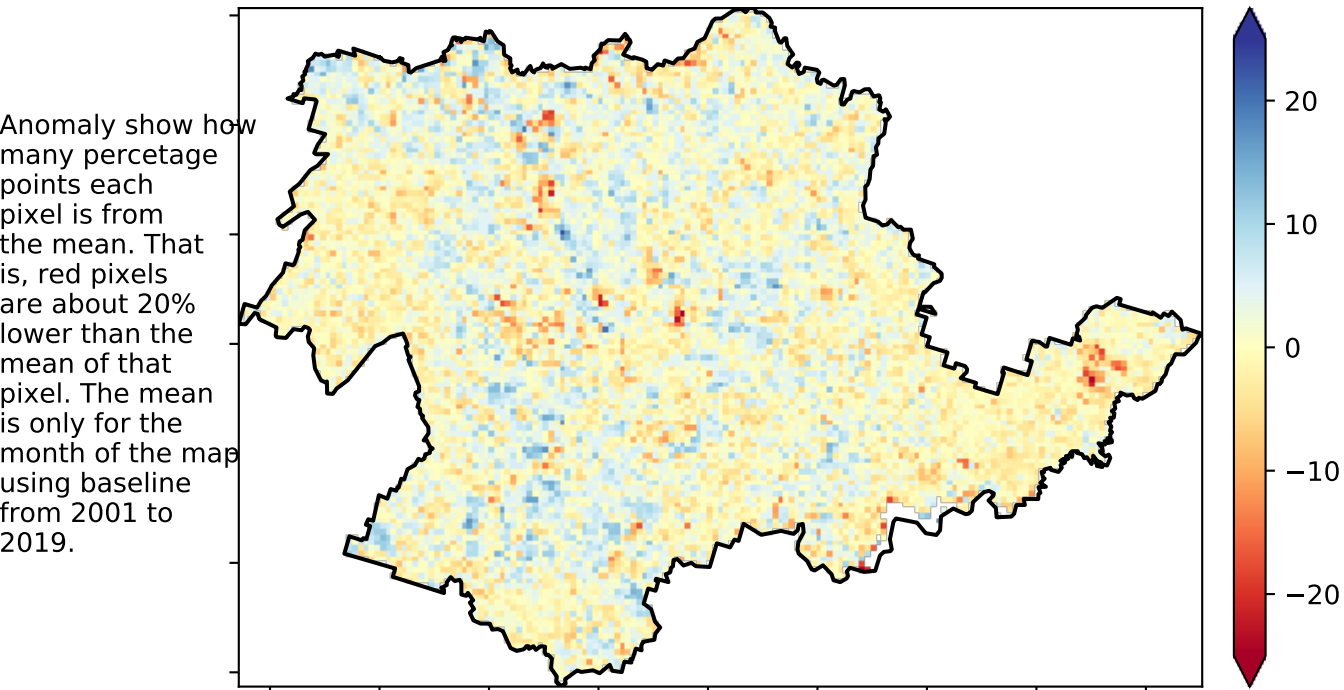 Anomaly show how
many percetage
points each
pixel is from
the mean. That
is, red pixels
are about 20%
lower than the
mean of that
pixel. The mean
is only for the
month of the map
using baseline
from 2001 to
2019.
20
10
0
−10
−20